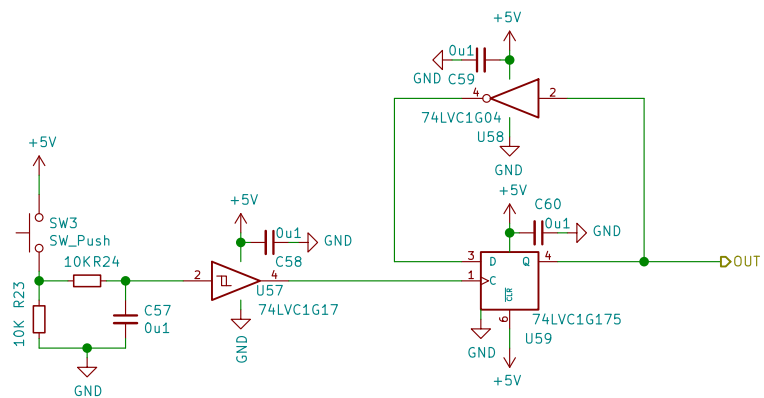 +5V
0u1
GND C59
4 2
74LVC1G04
U58
GND
+5V
+5V
SW3
SW_Push
+5V
C60
0u1
GND
0u1
GND
C58
10K R24
2 4
U57
74LVC1G17
3 D Q 4
OUT
1 C
CLR
R23
10K
C57
0u1
6
74LVC1G175
U59
GND
GND
+5V
GND